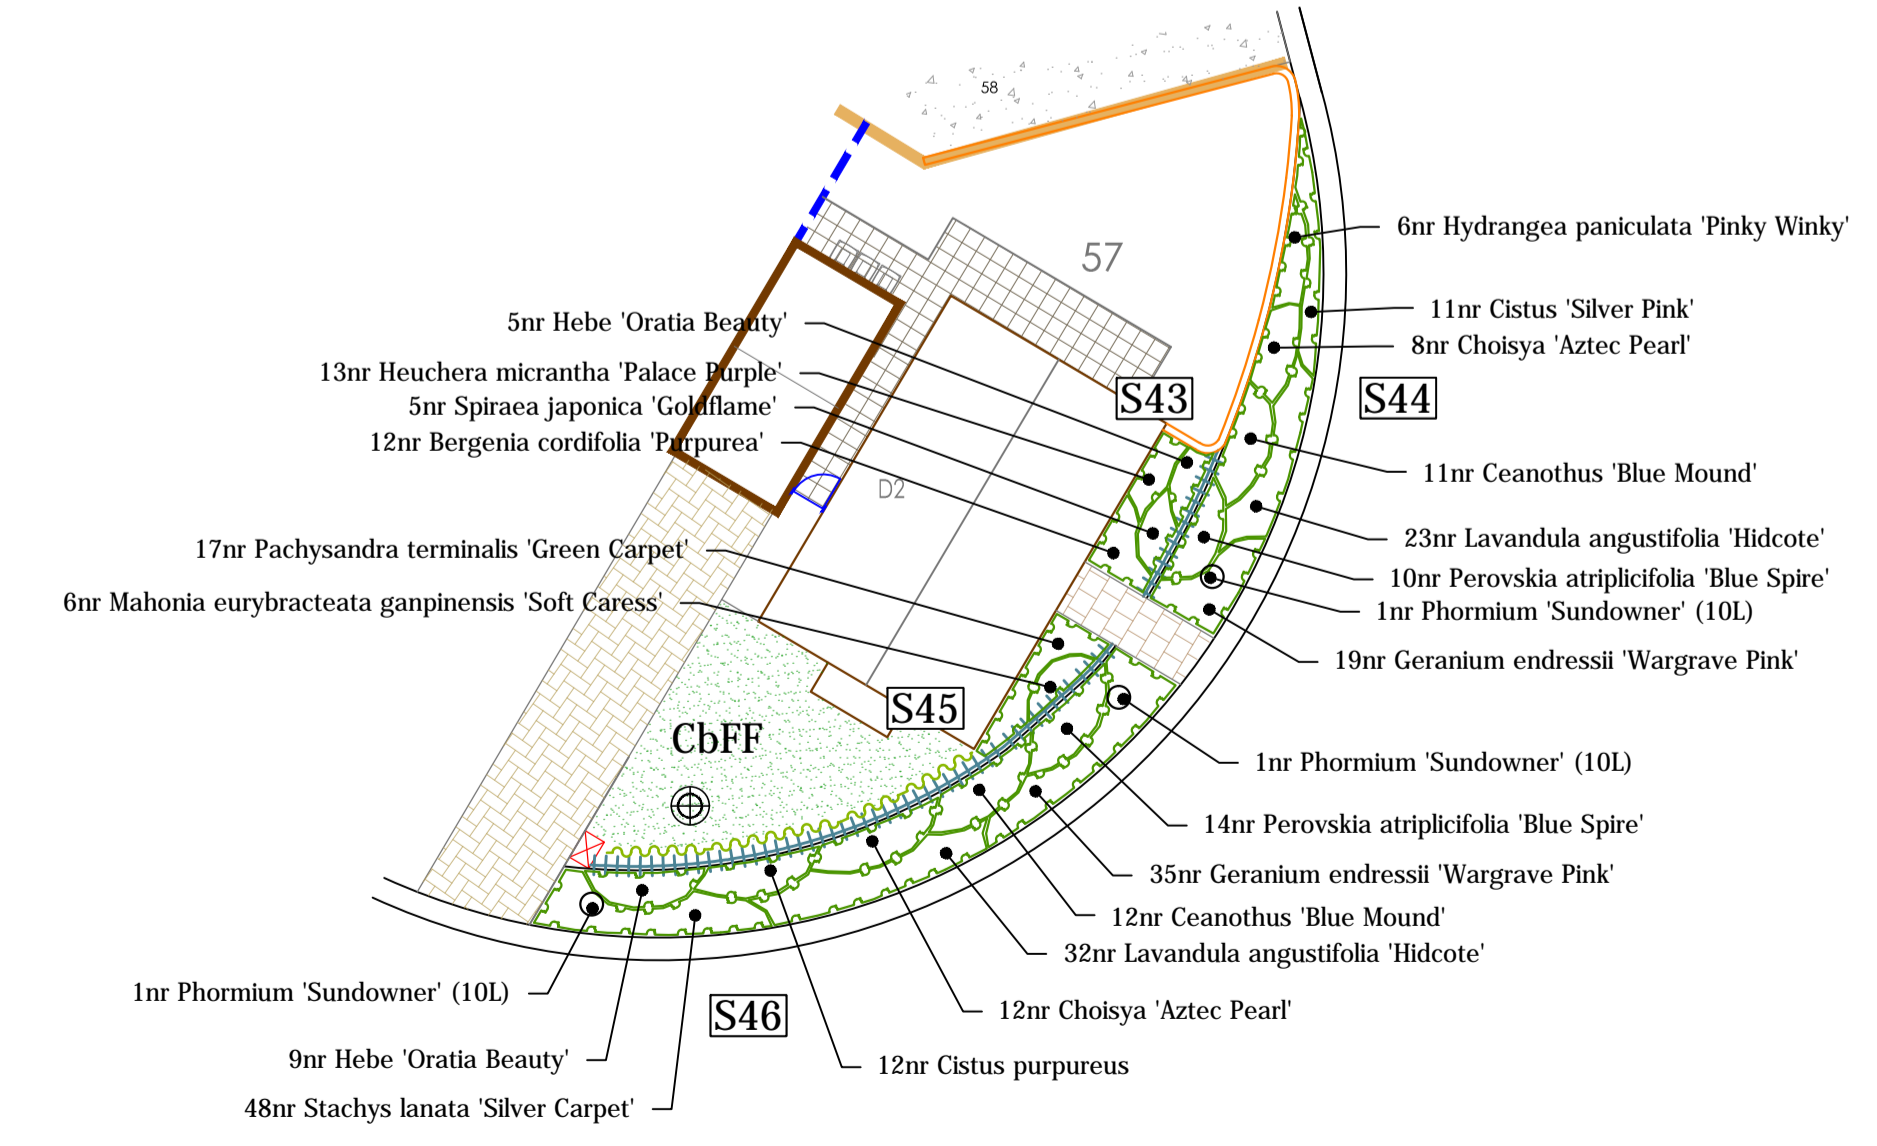 58
57
6nr Hydrangea paniculata 'Pinky Winky'
11nr Cistus 'Silver Pink'
5nr Hebe 'Oratia Beauty'
8nr Choisya 'Aztec Pearl'
13nr Heuchera micrantha 'Palace Purple'
S43
S44
5nr Spiraea japonica 'Goldflame'
12nr Bergenia cordifolia 'Purpurea'
11nr Ceanothus 'Blue Mound'
D2
23nr Lavandula angustifolia 'Hidcote'
17nr Pachysandra terminalis 'Green Carpet'
10nr Perovskia atriplicifolia 'Blue Spire'
6nr Mahonia eurybracteata ganpinensis 'Soft Caress'
1nr Phormium 'Sundowner' (10L)
19nr Geranium endressii 'Wargrave Pink'
S45
CbFF
1nr Phormium 'Sundowner' (10L)
14nr Perovskia atriplicifolia 'Blue Spire'
35nr Geranium endressii 'Wargrave Pink'
12nr Ceanothus 'Blue Mound'
32nr Lavandula angustifolia 'Hidcote'
1nr Phormium 'Sundowner' (10L)
12nr Choisya 'Aztec Pearl'
S46
9nr Hebe 'Oratia Beauty'
12nr Cistus purpureus
48nr Stachys lanata 'Silver Carpet'